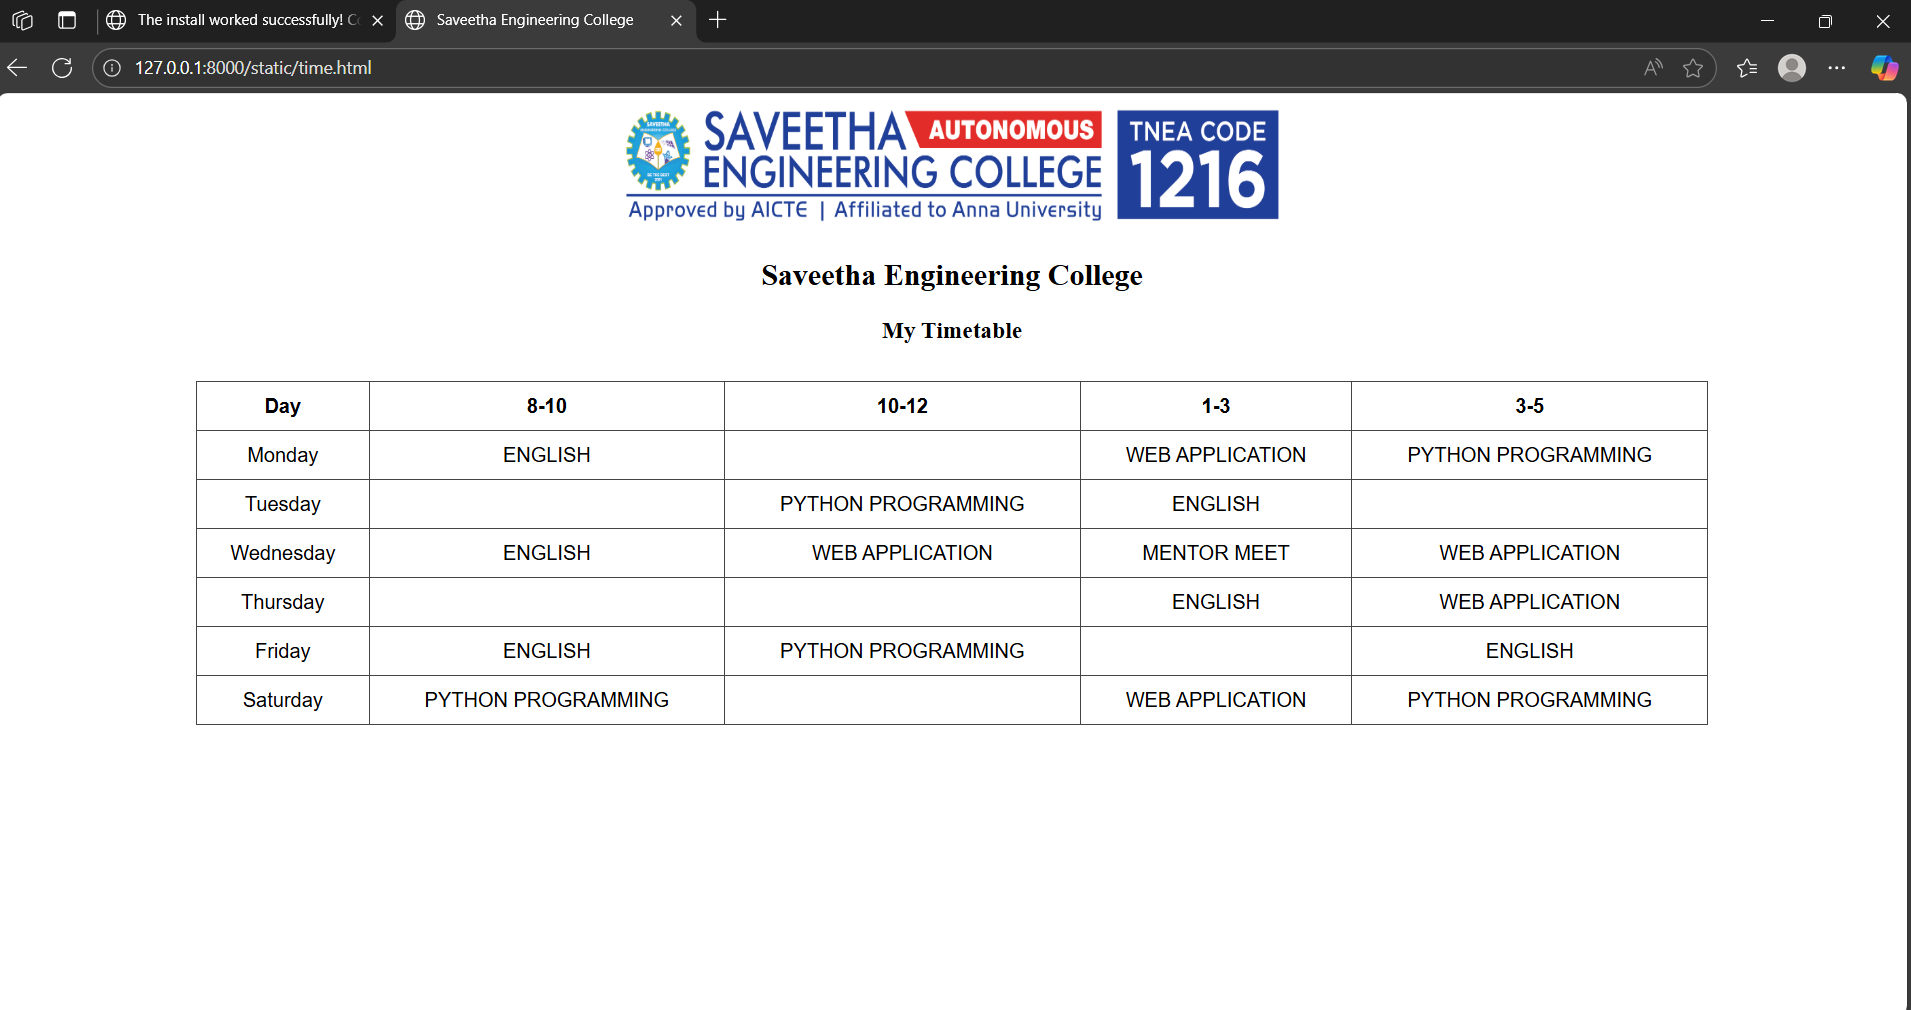 The install worked successfully! Co
Saveetha Engineering College
127.0.0.1:8000/static/time.html
SAVEETHA AUTONOMOUS
ENGINEERING COLLEGE
Approved by AICTE | Affiliated to Anna University
TNEA CODE
1216
Saveetha Engineering College
My Timetable
Day 8-10 10-12 1-3 3-5
Monday ENGLISH WEB APPLICATION PYTHON PROGRAMMING
Tuesday PYTHON PROGRAMMING ENGLISH
Wednesday ENGLISH WEB APPLICATION MENTOR MEET WEB APPLICATION
Thursday ENGLISH WEB APPLICATION
Friday ENGLISH PYTHON PROGRAMMING ENGLISH
Saturday PYTHON PROGRAMMING WEB APPLICATION PYTHON PROGRAMMING